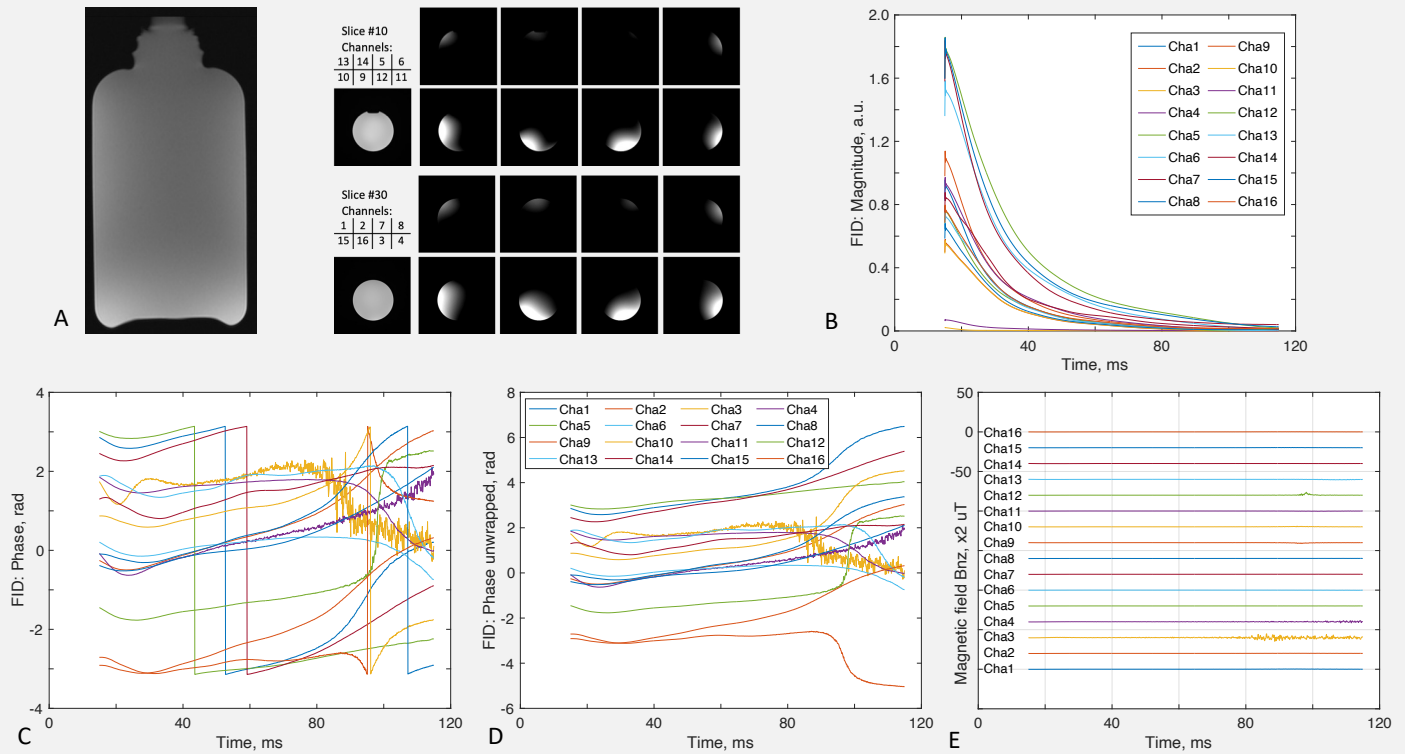 A
Slice #10
Channels:
13 14 5 6
10 9 12 11
Slice #30
Channels:
1 2 7 8
15 16 3 4
2.0
1.6
1.2
0.8
0.4
0
FID: Magnitude, a.u.
Cha1 Cha9
Cha2 Cha10
Cha3 Cha11
Cha4 Cha12
Cha5 Cha13
Cha6 Cha14
Cha7 Cha15
Cha8 Cha16
0 40 80 120
Time, ms
B
4
2
0
-2
-4
FID: Phase, rad
0 40 80 120
Time, ms
C
8
6
4
2
0
-2
-4
-6
FID: Phase unwrapped, rad
Cha1 Cha2 Cha3 Cha4
Cha5 Cha6 Cha7 Cha8
Cha9 Cha10 Cha11 Cha12
Cha13 Cha14 Cha15 Cha16
0 40 80 120
Time, ms
D
50
0
-50
Magnetic field Bnz, x2 uT
Cha16
Cha15
Cha14
Cha13
Cha12
Cha11
Cha10
Cha9
Cha8
Cha7
Cha6
Cha5
Cha4
Cha3
Cha2
Cha1
0 20 40 60 80 100 120
Time, ms
E